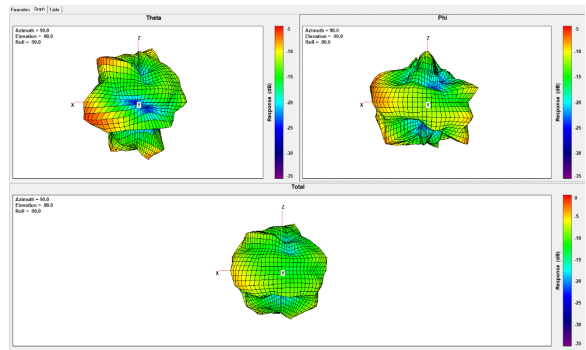 Parameters Graph Table
Theta
Azimuth = 90.0
Elevation = -90.0
Roll = -90.0
Z
X
Y
-5
-10
-15
-20
-25
-30
-35
Response (dB)
Phi
Azimuth = 90.0
Elevation = -90.0
Roll = -90.0
Z
X
Y
-5
-10
-15
-20
-25
-30
-35
Response (dB)
Total
Azimuth = 90.0
Elevation = -90.0
Roll = -90.0
Z
X
Y
0
-5
-10
-15
-20
-25
-30
-35
Response (dB)